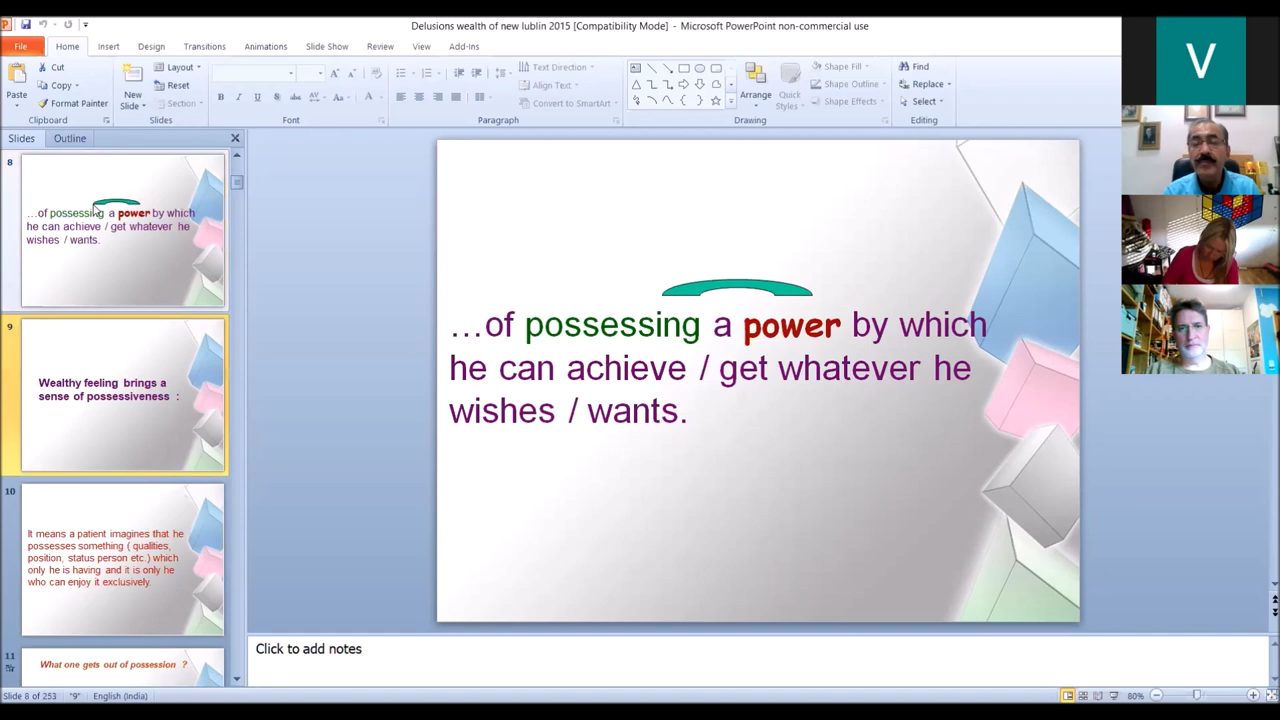 Delusions wealth of new lublin 2015 [Compatibility Mode] - Microsoft PowerPoint non-commercial use
File Home Insert Design Transitions Animations Slide Show Review View Add-Ins
Paste
Cut
Copy
Format Painter
Clipboard
New
Slide
Layout
Reset
Section
Slides
B I U S abc AV Aa A
Font
Text Direction
Align Text
Convert to SmartArt
Paragraph
Arrange
Quick
Styles
Shape Fill
Shape Outline
Shape Effects
Drawing
Find
Replace
Select
Editing
V
Slides Outline
8
…of possessing a power by which
he can achieve / get whatever he
wishes / wants.
9
Wealthy feeling brings a
sense of possessiveness :
10
It means a patient imagines that he
possesses something ( qualities,
position, status person etc.) which
only he is having and it is only he
who can enjoy it exclusively.
11
What one gets out of possession ?
…of possessing a power by which
he can achieve / get whatever he
wishes / wants.
Click to add notes
Slide 8 of 253 "9" English (India) 80%